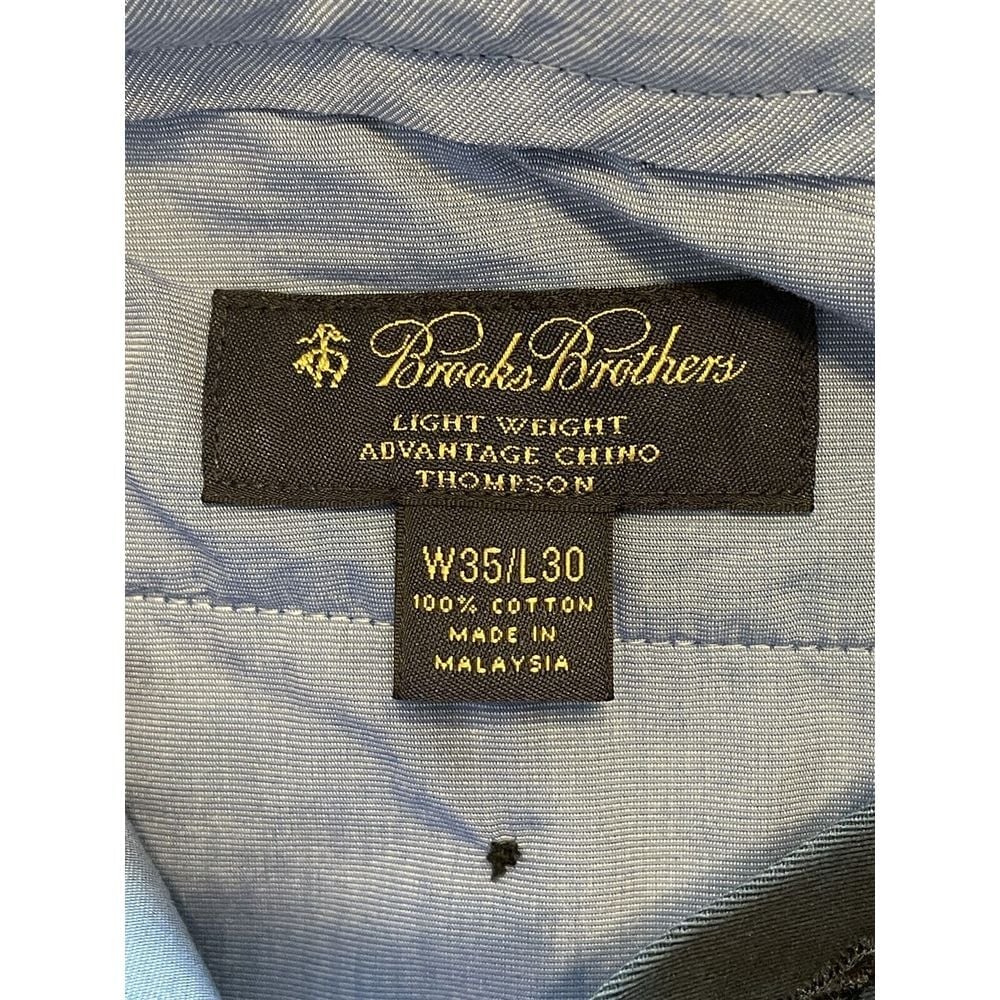 Brooks Brothers
LIGHT WEIGHT
ADVANTAGE CHINO
THOMPSON
W35/L30
100% COTTON
MADE IN
MALAYSIA